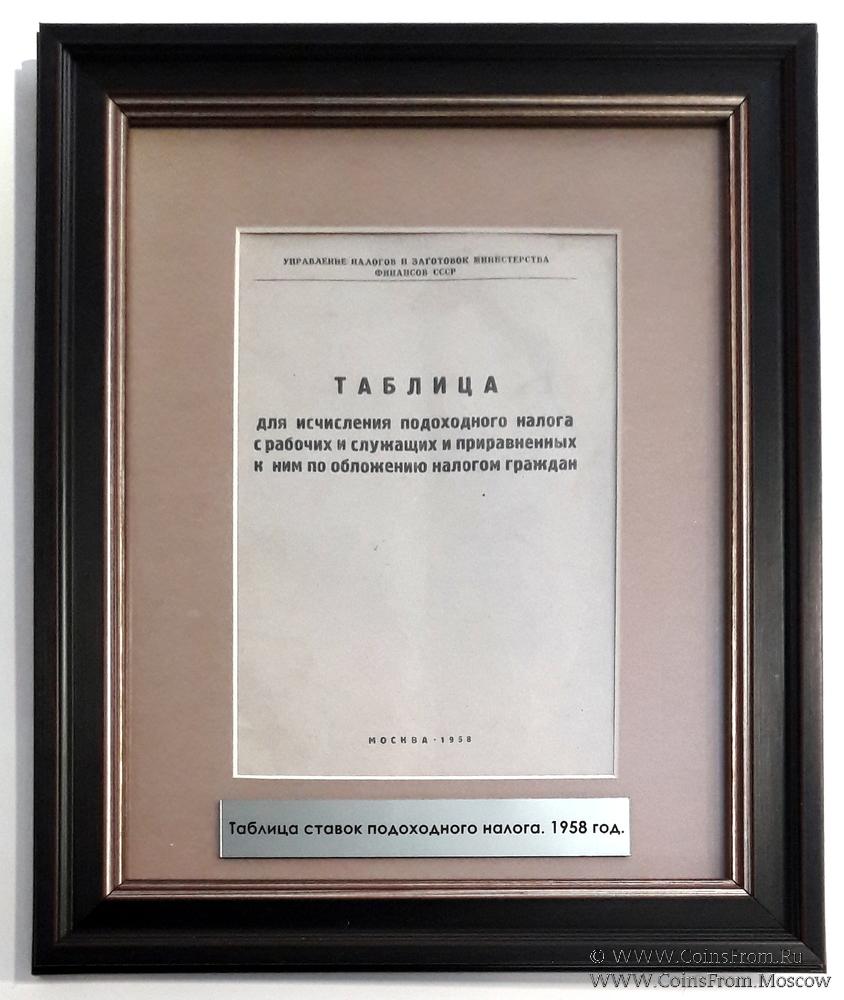 УПРАВЛЕНИЕ НАЛОГОВ И ЗАГОТОВОК МИНИСТЕРСТВА
ФИНАНСОВ СССР
ТАБЛИЦА
для исчисления подоходного налога
с рабочих и служащих и приравненных
к ним по обложению налогом граждан
МОСКВА - 1958
Таблица ставок подоходного налога. 1958 год.
© WWW.CoinsFrom.Ru
WWW.CoinsFrom.Moscow